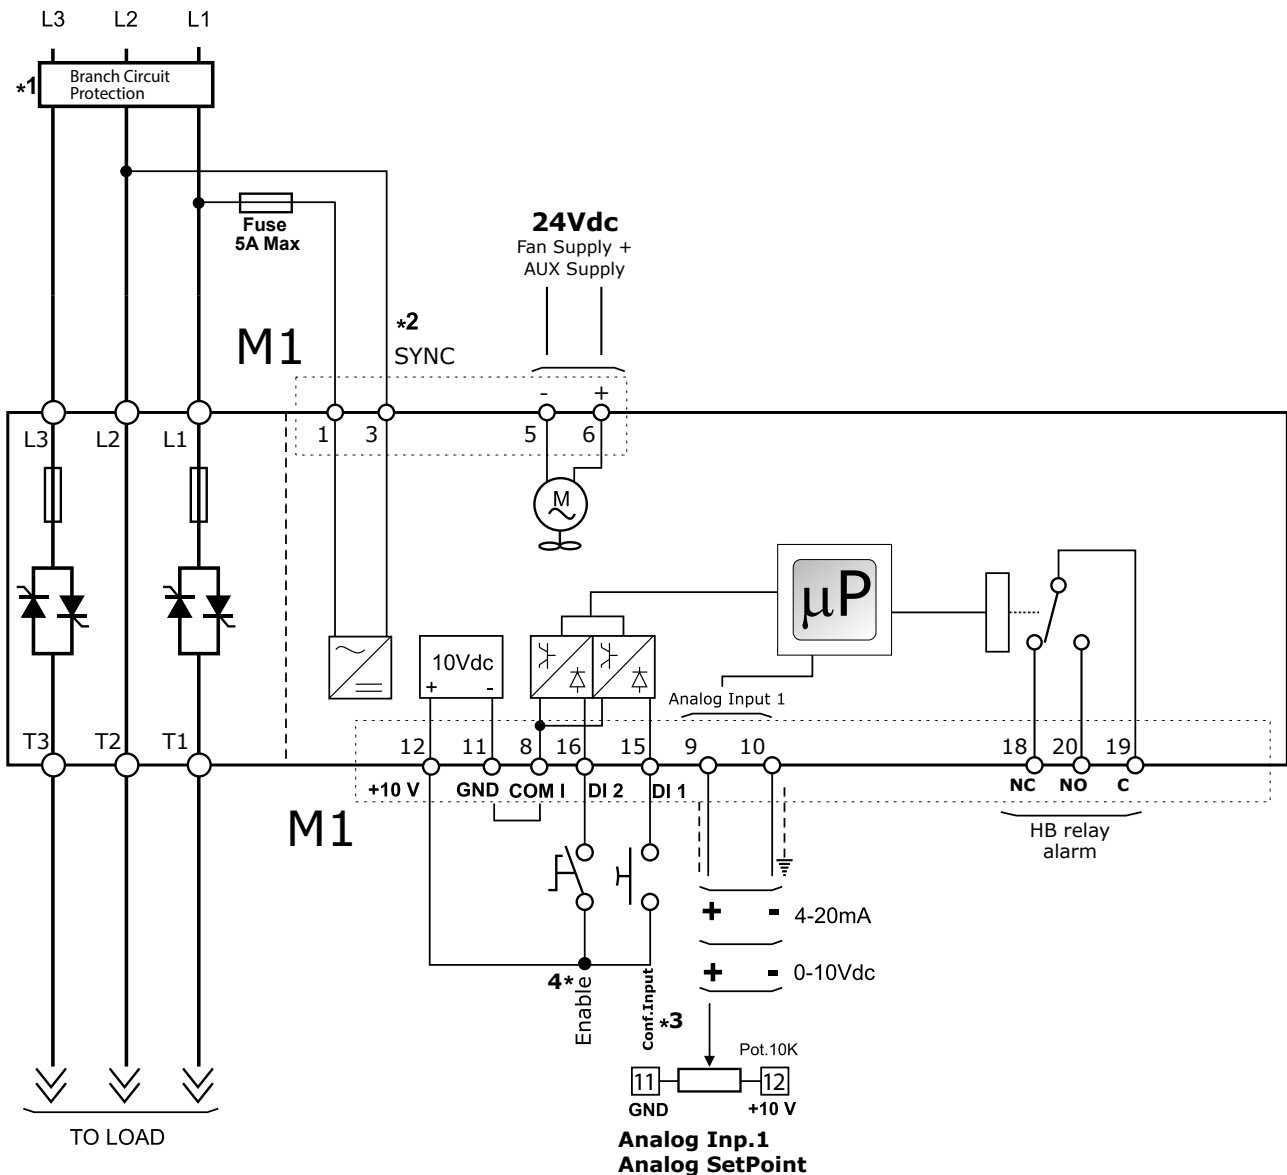 L3 L2 L1
*1
Branch Circuit
Protection
Fuse
5A Max
24Vdc
Fan Supply +
AUX Supply
M1
*2
SYNC
- +
L3 L2 L1 1 3 5 6
M
µP
10Vdc
+ -
Analog Input 1
T3 T2 T1 12 11 8 16 15 9 10 18 20 19
+10 V GND COM I DI 2 DI 1 NC NO C
M1
HB relay
alarm
+ - 4-20mA
+ - 0-10Vdc
4*
Enable
Conf.Input
*3
Pot.10K
11 12
GND +10 V
TO LOAD
Analog Inp.1
Analog SetPoint